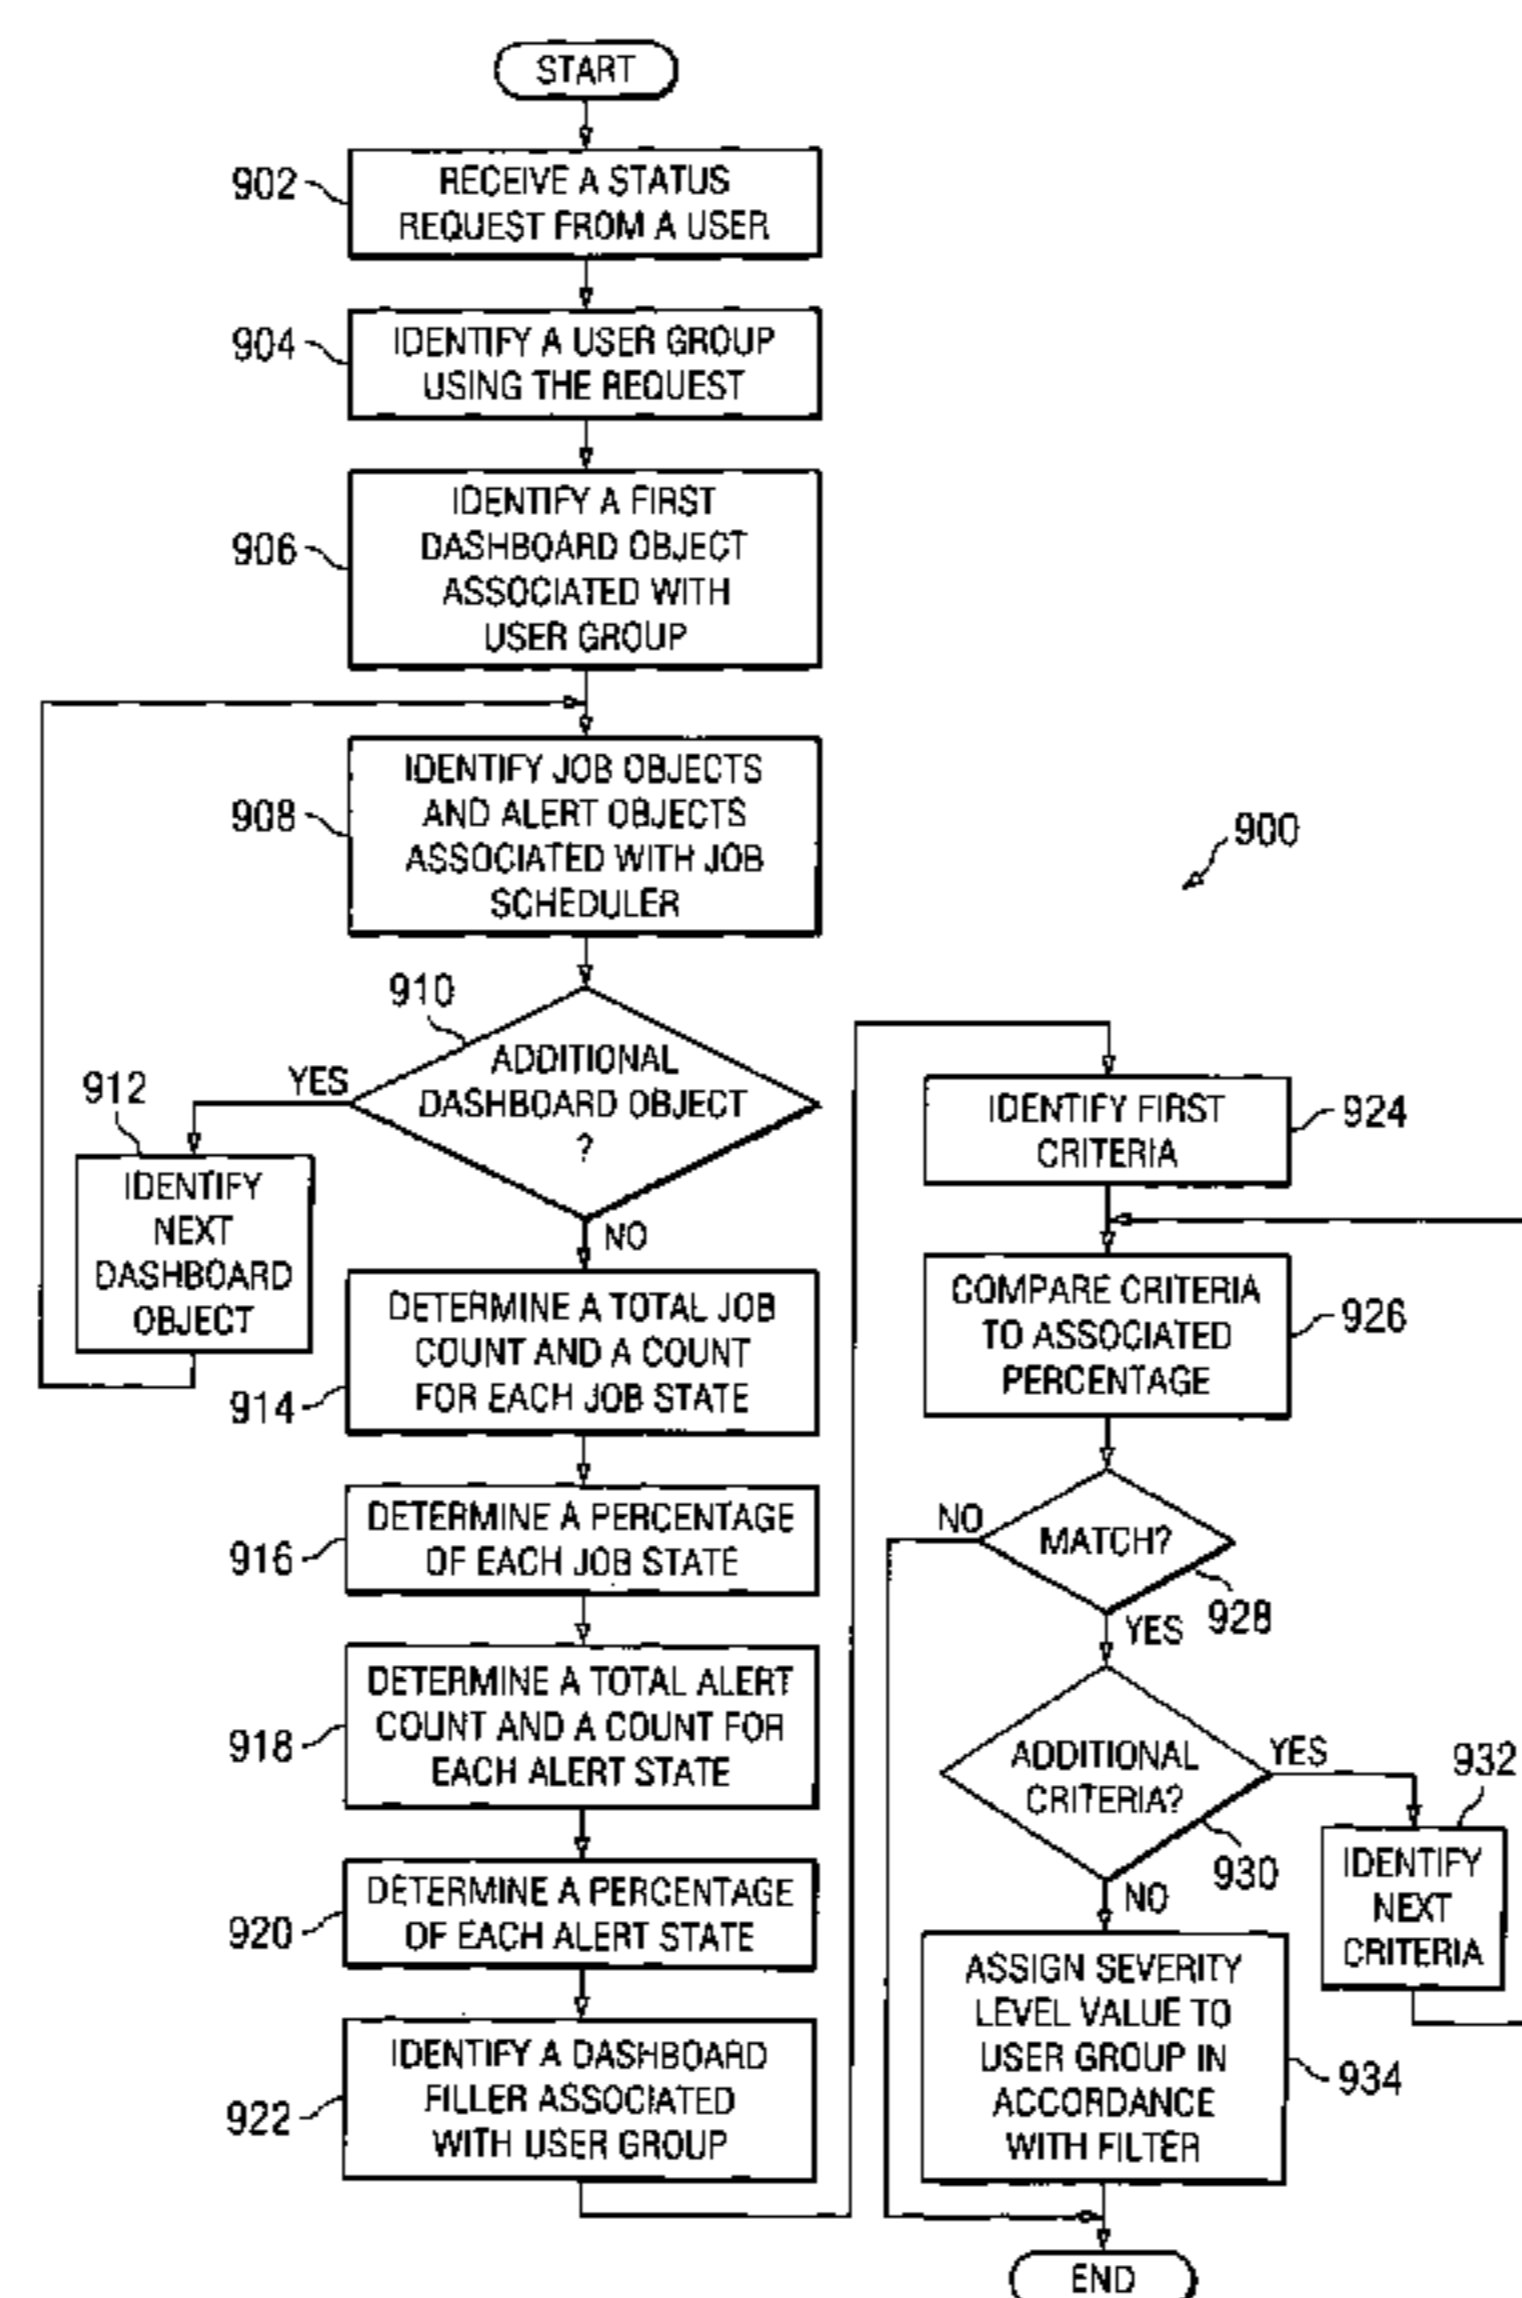 START
902
RECEIVE A STATUS
REQUEST FROM A USER
904
IDENTIFY A USER GROUP
USING THE REQUEST
906
IDENTIFY A FIRST
DASHBOARD OBJECT
ASSOCIATED WITH
USER GROUP
908
IDENTIFY JOB OBJECTS
AND ALERT OBJECTS
ASSOCIATED WITH JOB
SCHEDULER
910
ADDITIONAL
DASHBOARD OBJECT
?
YES
NO
912
IDENTIFY
NEXT
DASHBOARD
OBJECT
914
DETERMINE A TOTAL JOB
COUNT AND A COUNT
FOR EACH JOB STATE
916
DETERMINE A PERCENTAGE
OF EACH JOB STATE
918
DETERMINE A TOTAL ALERT
COUNT AND A COUNT FOR
EACH ALERT STATE
920
DETERMINE A PERCENTAGE
OF EACH ALERT STATE
922
IDENTIFY A DASHBOARD
FILLER ASSOCIATED
WITH USER GROUP
900
IDENTIFY FIRST
CRITERIA
924
COMPARE CRITERIA
TO ASSOCIATED
PERCENTAGE
926
NO
MATCH?
928
YES
ADDITIONAL
CRITERIA?
930
YES
932
IDENTIFY
NEXT
CRITERIA
NO
ASSIGN SEVERITY
LEVEL VALUE TO
USER GROUP IN
ACCORDANCE
WITH FILTER
934
END